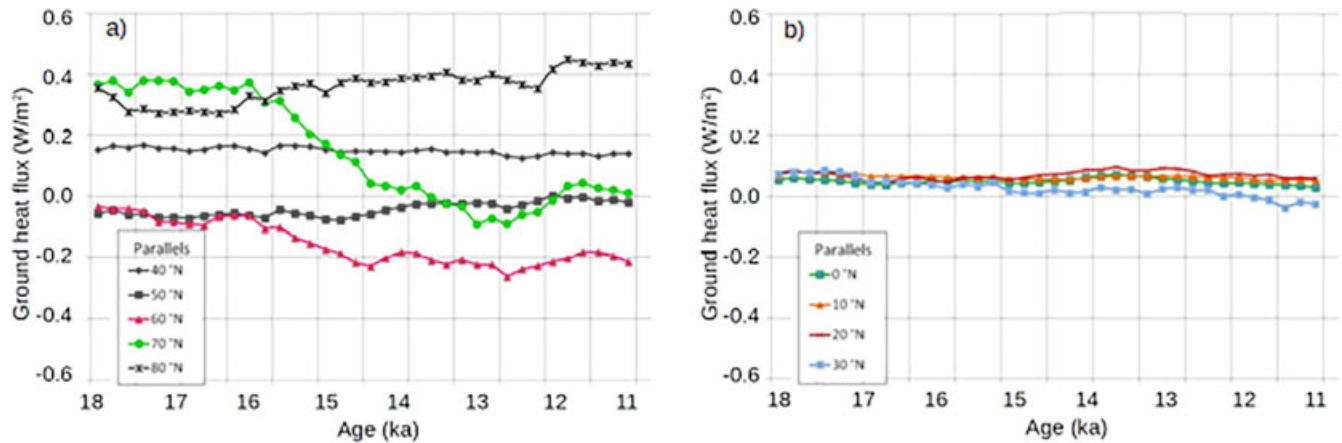 a)
Ground heat flux (W/m²)
0.6
0.4
0.2
0.0
-0.2
-0.4
-0.6
Parallels
40 °N
50 °N
60 °N
70 °N
80 °N
18 17 16 15 14 13 12 11
Age (ka)
b)
Ground heat flux (W/m²)
0.6
0.4
0.2
0.0
-0.2
-0.4
-0.6
Parallels
0 °N
10 °N
20 °N
30 °N
18 17 16 15 14 13 12 11
Age (ka)